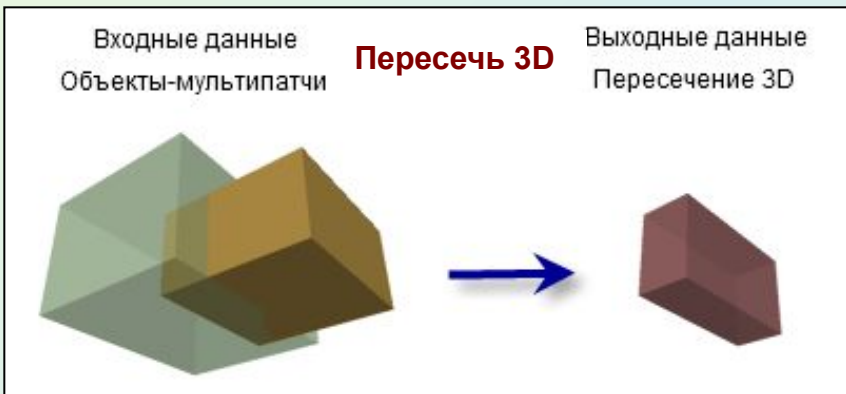 Входные данные
Объекты-мультипатчи
Пересечь 3D
Выходные данные
Пересечение 3D